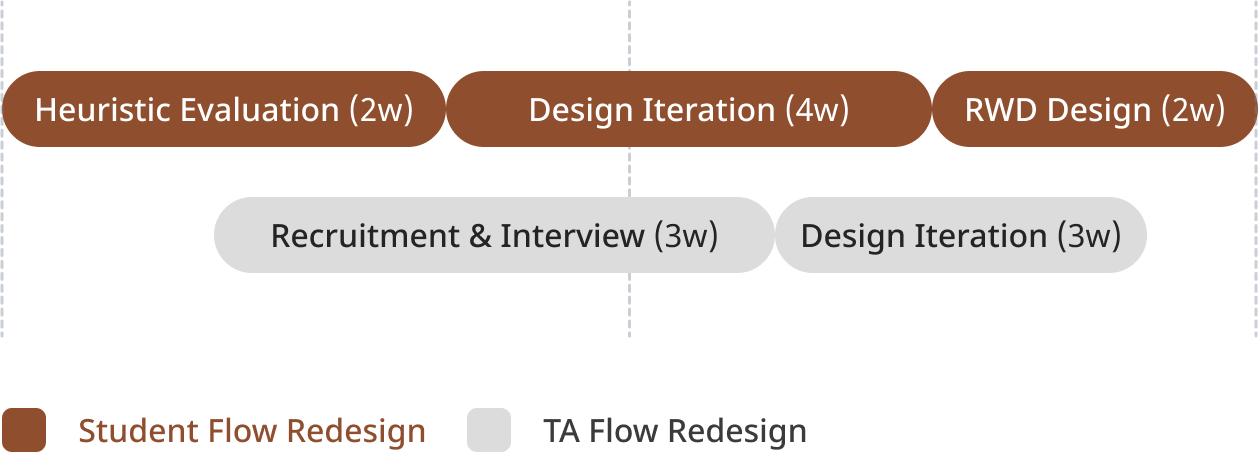 Heuristic Evaluation (2w)
Design Iteration (4w)
RWD Design (2w)
Recruitment & Interview (3w)
Design Iteration (3w)
Student Flow Redesign
TA Flow Redesign